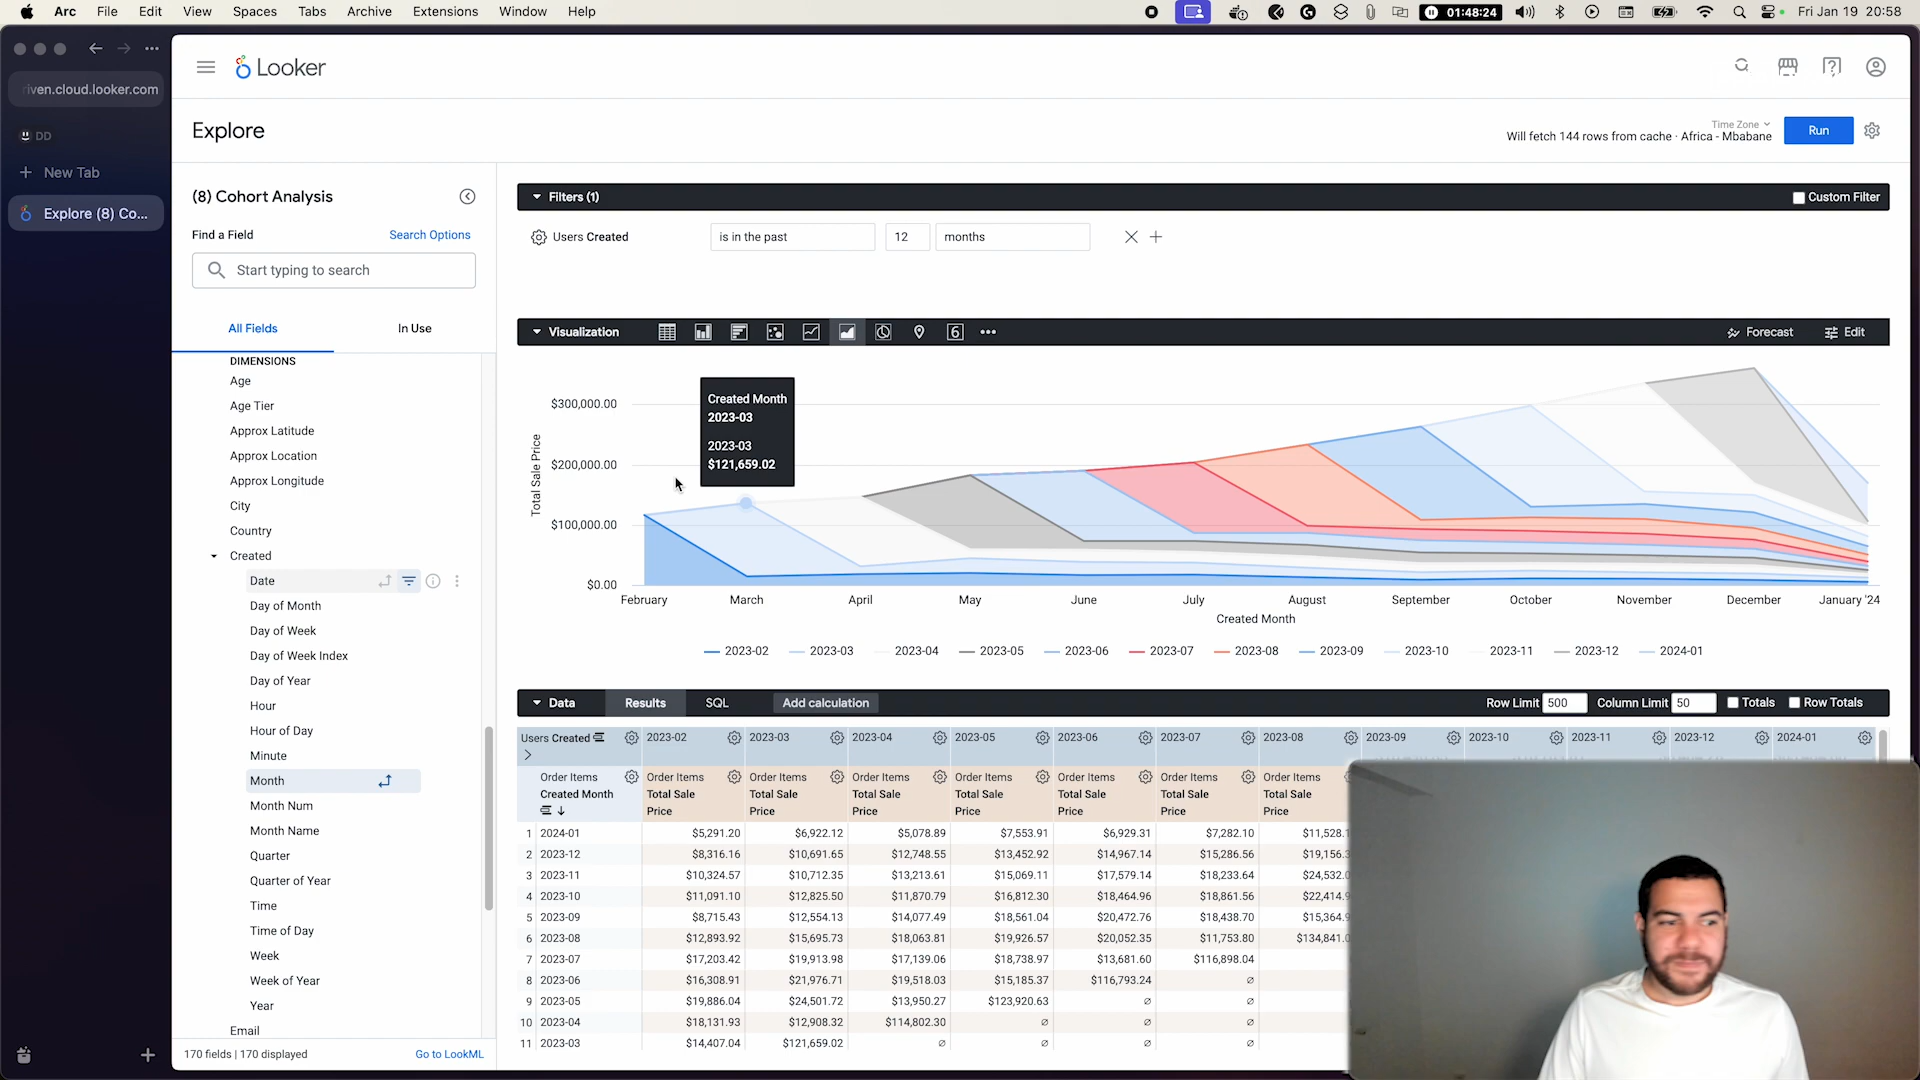 Arc File Edit View Spaces Tabs Archive Extensions Window Help
01:48:24 Fri Jan 19 20:58
iven.cloud.looker.com
DD
New Tab
Explore (8) Co...
Looker
Explore
Time Zone
Will fetch 144 rows from cache · Africa - Mbabane
Run
(8) Cohort Analysis
Find a Field Search Options
Start typing to search
All Fields In Use
DIMENSIONS
Age
Age Tier
Approx Latitude
Approx Location
Approx Longitude
City
Country
Created
Date
Day of Month
Day of Week
Day of Week Index
Day of Year
Hour
Hour of Day
Minute
Month
Month Num
Month Name
Quarter
Quarter of Year
Time
Time of Day
Week
Week of Year
Year
Email
170 fields | 170 displayed Go to LookML
Filters (1) Custom Filter
Users Created is in the past 12 months
Visualization 6 Forecast Edit
Total Sale Price
$300,000.00
$200,000.00
$100,000.00
$0.00
Created Month
2023-03
2023-03
$121,659.02
February March April May June July August September October November December January '24
Created Month
2023-02 2023-03 2023-04 2023-05 2023-06 2023-07 2023-08 2023-09 2023-10 2023-11 2023-12 2024-01
Data Results SQL Add calculation Row Limit 500 Column Limit 50 Totals Row Totals
Users Created 2023-02 2023-03 2023-04 2023-05 2023-06 2023-07 2023-08 2023-09 2023-10 2023-11 2023-12 2024-01
Order Items Order Items Order Items Order Items Order Items Order Items Order Items Order Items
Created Month Total Sale Total Sale Total Sale Total Sale Total Sale Total Sale Total Sale
Price Price Price Price Price Price Price
1 2024-01 $5,291.20 $6,922.12 $5,078.89 $7,553.91 $6,929.31 $7,282.10 $11,528.
2 2023-12 $8,316.16 $10,691.65 $12,748.55 $13,452.92 $14,967.14 $15,286.56 $19,156.
3 2023-11 $10,324.57 $10,712.35 $13,213.61 $15,069.11 $17,579.14 $18,233.64 $24,532.
4 2023-10 $11,091.10 $12,825.50 $11,870.79 $16,812.30 $18,464.96 $18,861.56 $22,414.
5 2023-09 $8,715.43 $12,554.13 $14,077.49 $18,561.04 $20,472.76 $18,438.70 $15,364.
6 2023-08 $12,893.92 $15,695.73 $18,063.81 $19,926.57 $20,052.35 $11,753.80 $134,841.
7 2023-07 $17,203.42 $19,913.98 $17,139.06 $18,738.97 $13,681.60 $116,898.04
8 2023-06 $16,308.91 $21,976.71 $19,518.03 $15,185.37 $116,793.24 ∅
9 2023-05 $19,886.04 $24,501.72 $13,950.27 $123,920.63 ∅ ∅
10 2023-04 $18,131.93 $12,908.32 $114,802.30 ∅ ∅ ∅
11 2023-03 $14,407.04 $121,659.02 ∅ ∅ ∅ ∅